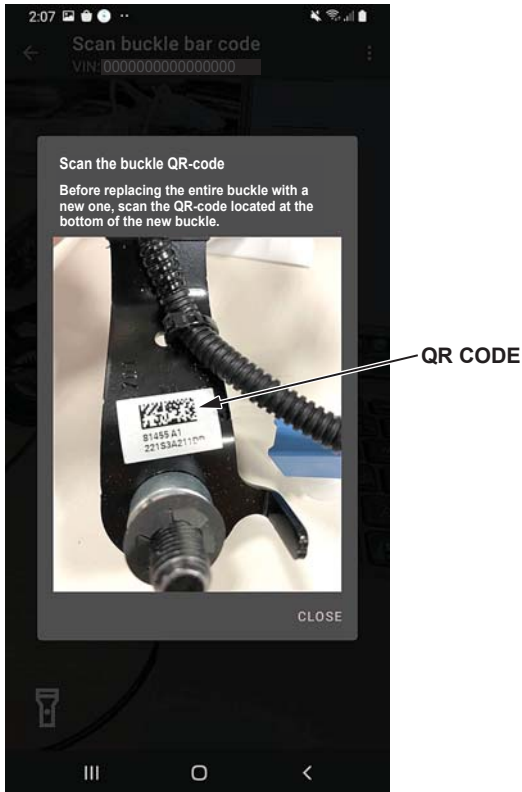 2:07
Scan buckle bar code
VIN: 0000000000000000
Scan the buckle QR-code
Before replacing the entire buckle with a
new one, scan the QR-code located at the
bottom of the new buckle.
QR CODE
81455 A1
CLOSE